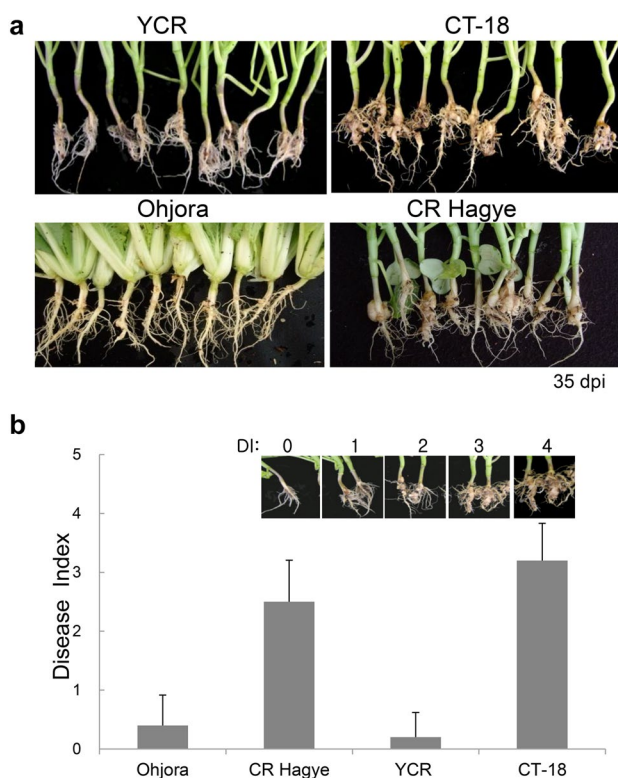 a
YCR
CT-18
Ohjora
CR Hagye
35 dpi
b
DI: 0 1 2 3 4
5
4
3
2
1
0
Disease Index
Ohjora
CR Hagye
YCR
CT-18